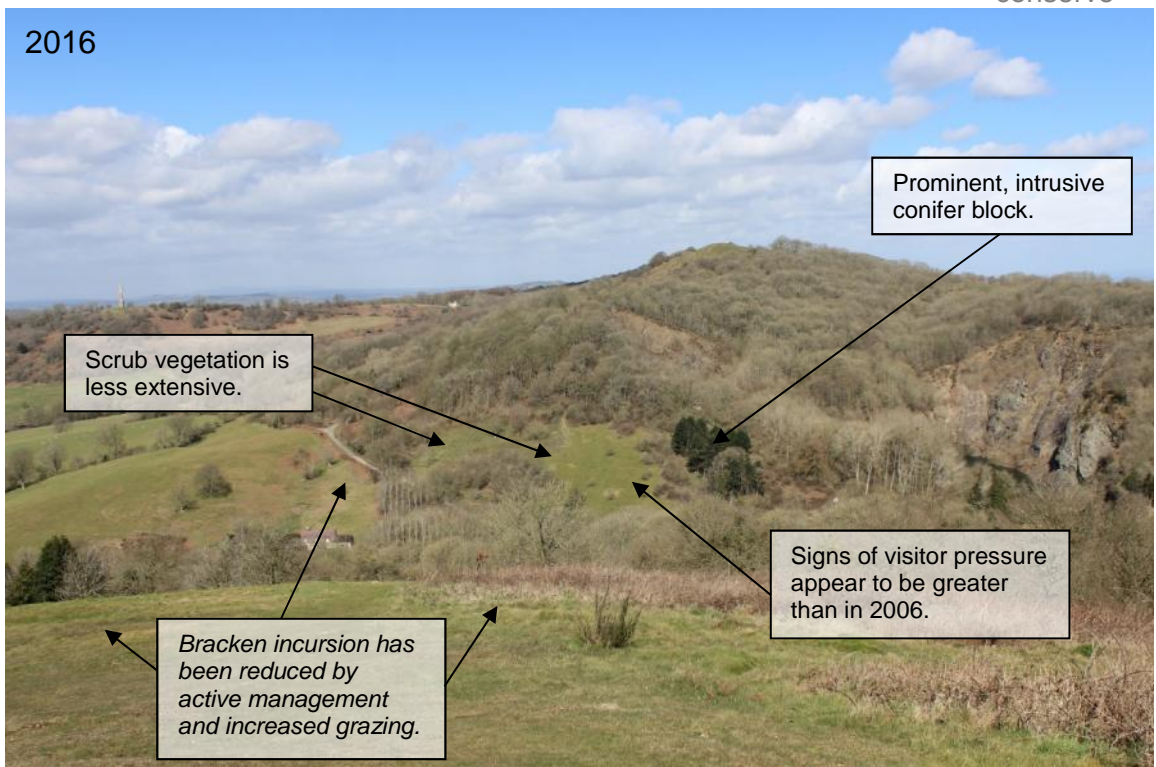 2016
Prominent, intrusive
conifer block.
Scrub vegetation is
less extensive.
Signs of visitor pressure
appear to be greater
than in 2006.
Bracken incursion has
been reduced by
active management
and increased grazing.